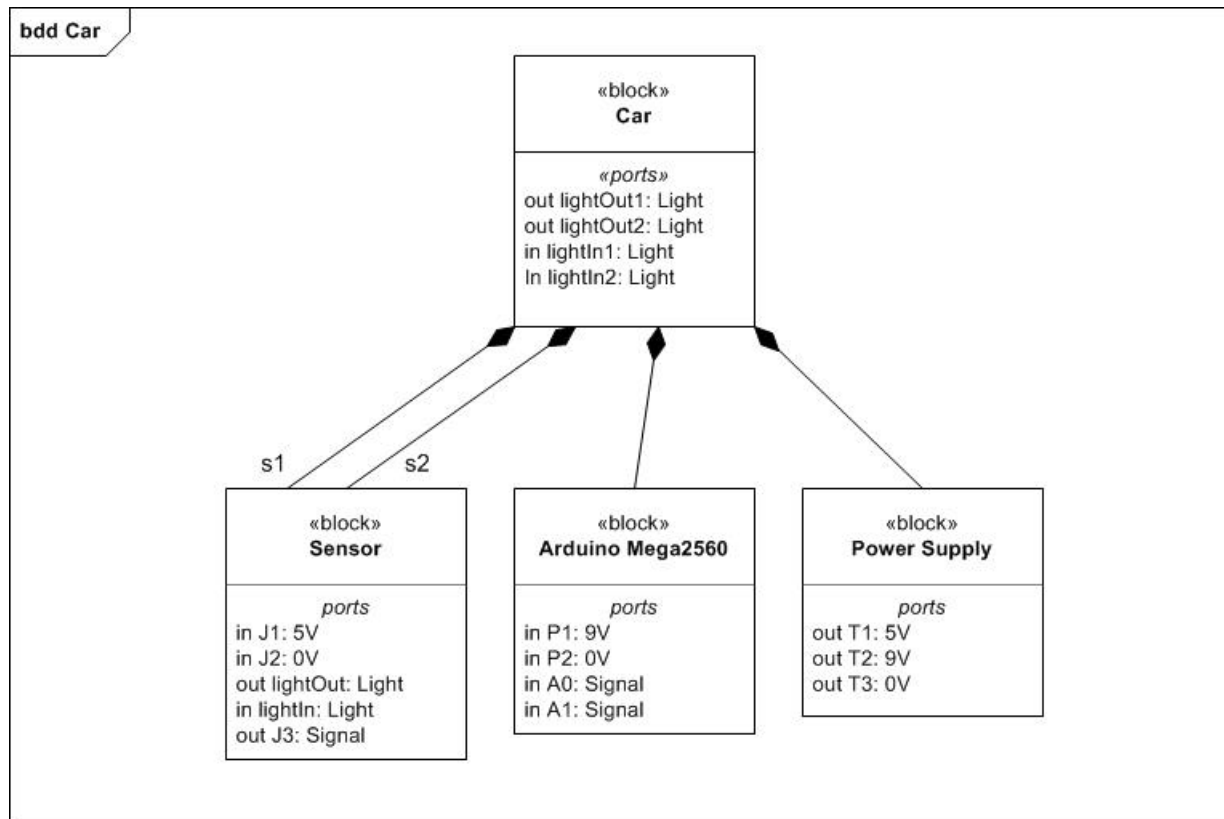 bdd Car
«block»
Car
«ports»
out lightOut1: Light
out lightOut2: Light
in lightIn1: Light
In lightIn2: Light
s1
s2
«block»
Sensor
ports
in J1: 5V
in J2: 0V
out lightOut: Light
in lightIn: Light
out J3: Signal
«block»
Arduino Mega2560
ports
in P1: 9V
in P2: 0V
in A0: Signal
in A1: Signal
«block»
Power Supply
ports
out T1: 5V
out T2: 9V
out T3: 0V